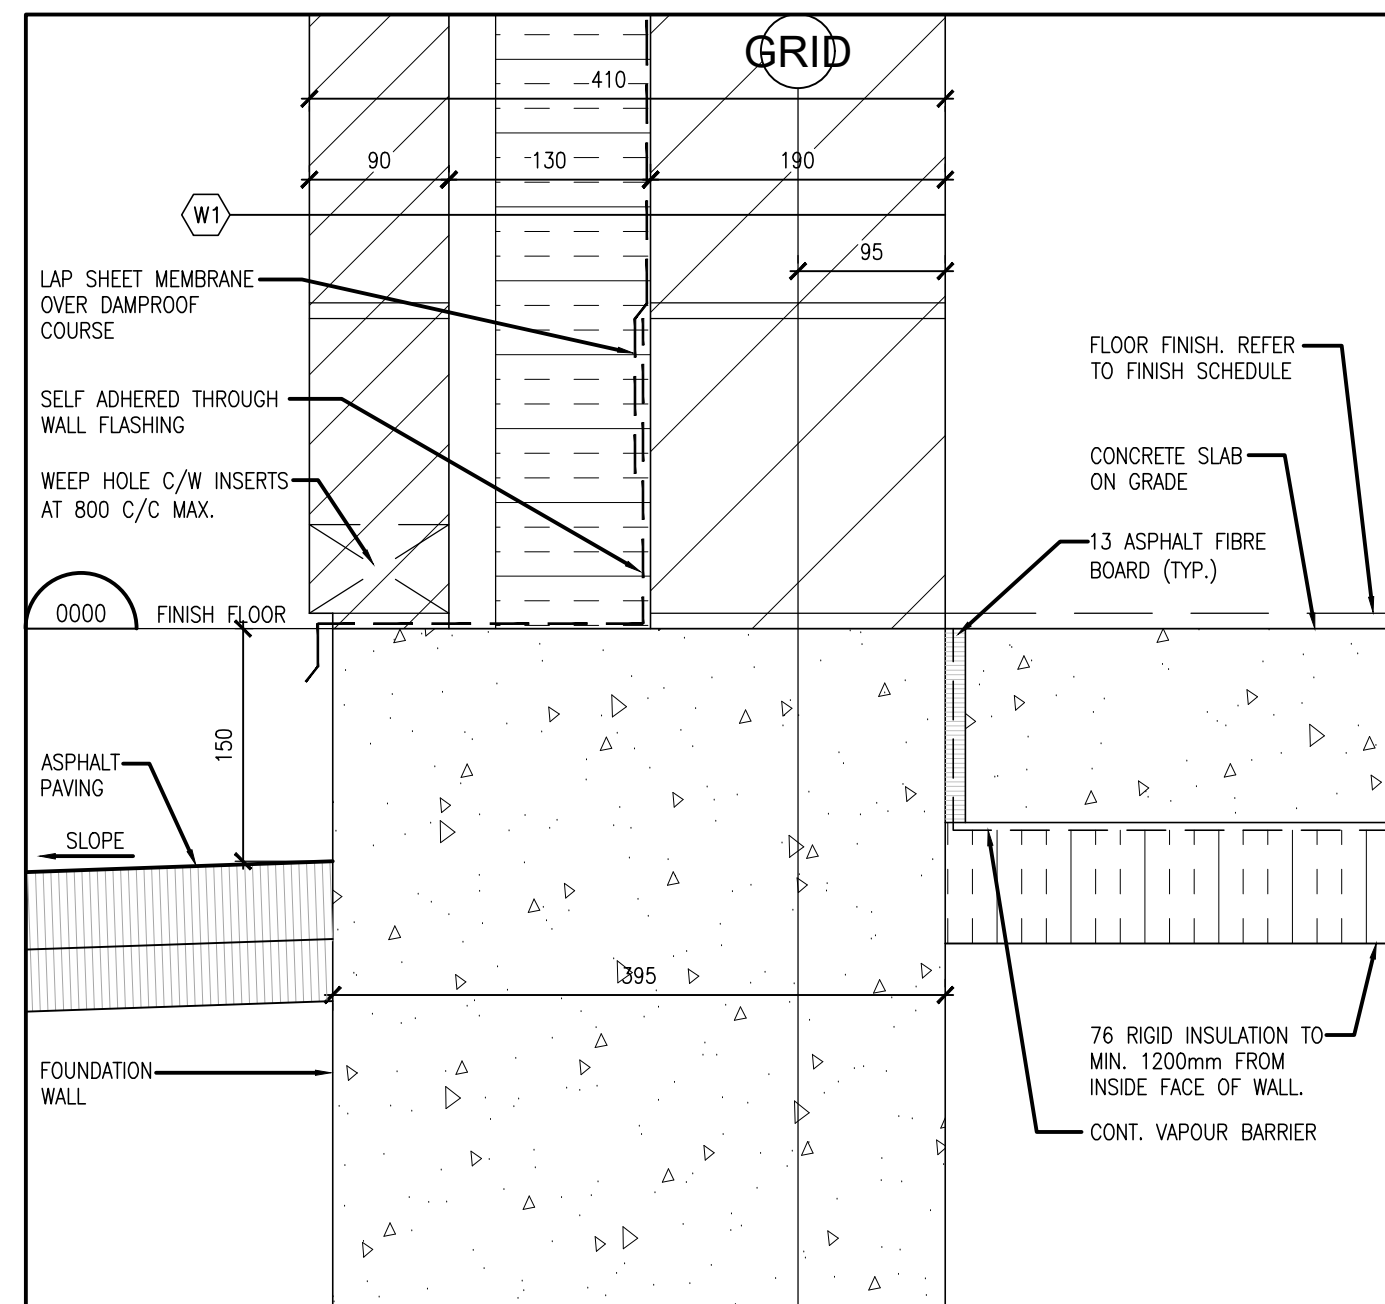 GRID
410
90
130
190
W1
95
LAP SHEET MEMBRANE
OVER DAMPROOF
COURSE
FLOOR FINISH. REFER
TO FINISH SCHEDULE
SELF ADHERED THROUGH
WALL FLASHING
CONCRETE SLAB
ON GRADE
WEEP HOLE C/W INSERTS
AT 800 C/C MAX.
13 ASPHALT FIBRE
BOARD (TYP.)
0000
FINISH FLOOR
150
ASPHALT
PAVING
SLOPE
395
76 RIGID INSULATION TO
MIN. 1200mm FROM
INSIDE FACE OF WALL.
FOUNDATION
WALL
CONT. VAPOUR BARRIER